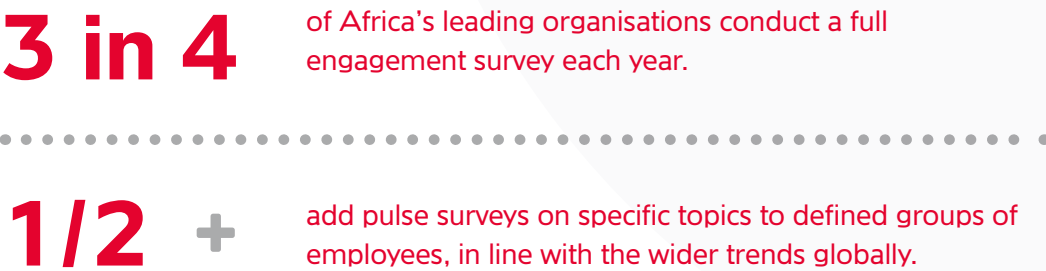 3 in 4
of Africa's leading organisations conduct a full
engagement survey each year.
1/2 +
add pulse surveys on specific topics to defined groups of
employees, in line with the wider trends globally.